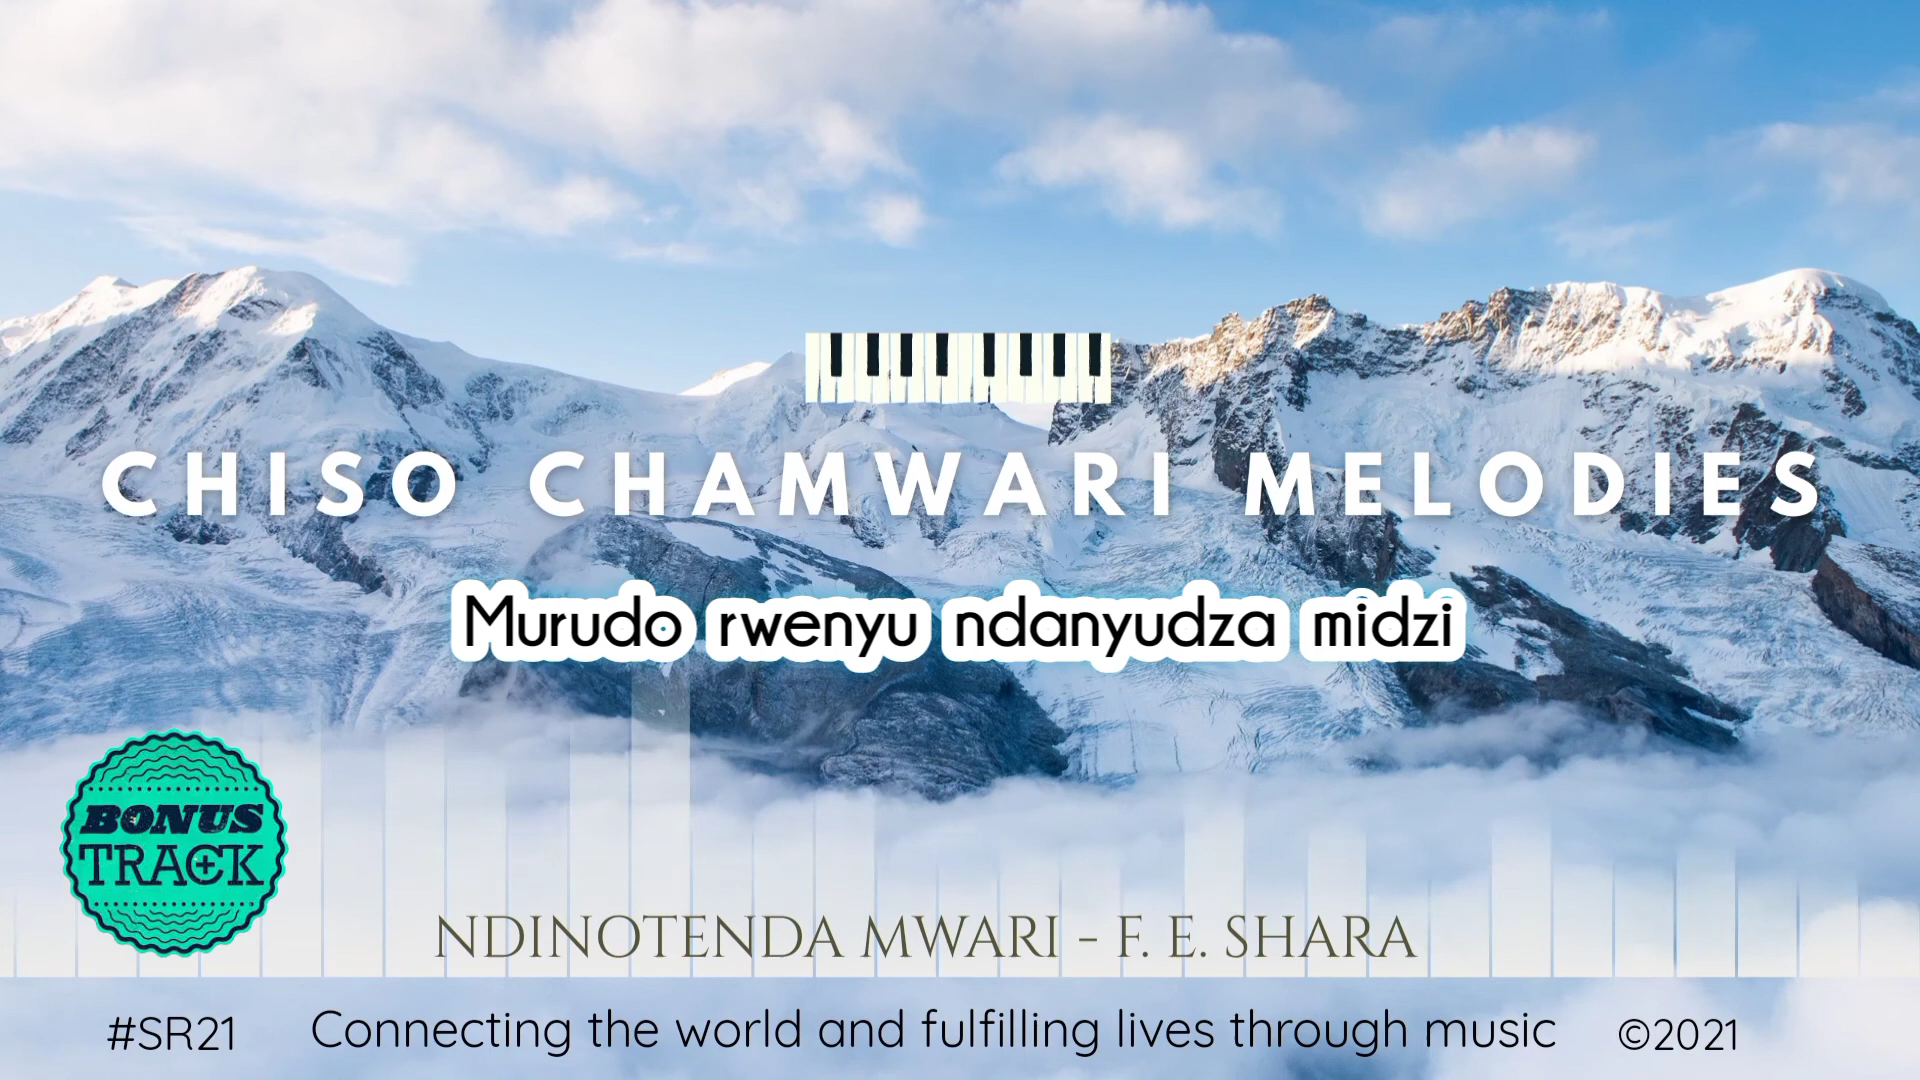 CHISO CHAMWARI MELODIES
Murudo rwenyu ndanyudza midzi
BONUS
TRACK
NDINOTENDA MWARI - F. E. SHARA
#SR21 Connecting the world and fulfilling lives through music ©2021